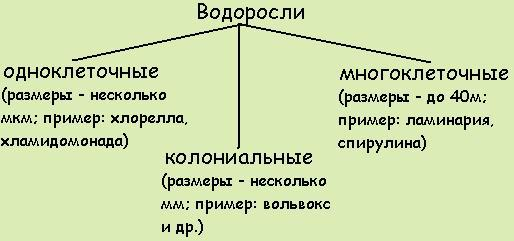 Водоросли
одноклеточные
(размеры - несколько
мкм; пример: хлорелла,
хламидомонада)
колониальные
(размеры - несколько
мм; пример: вольвокс
и др.)
многоклеточные
(размеры - до 40м;
пример: ламинария,
спирулина)